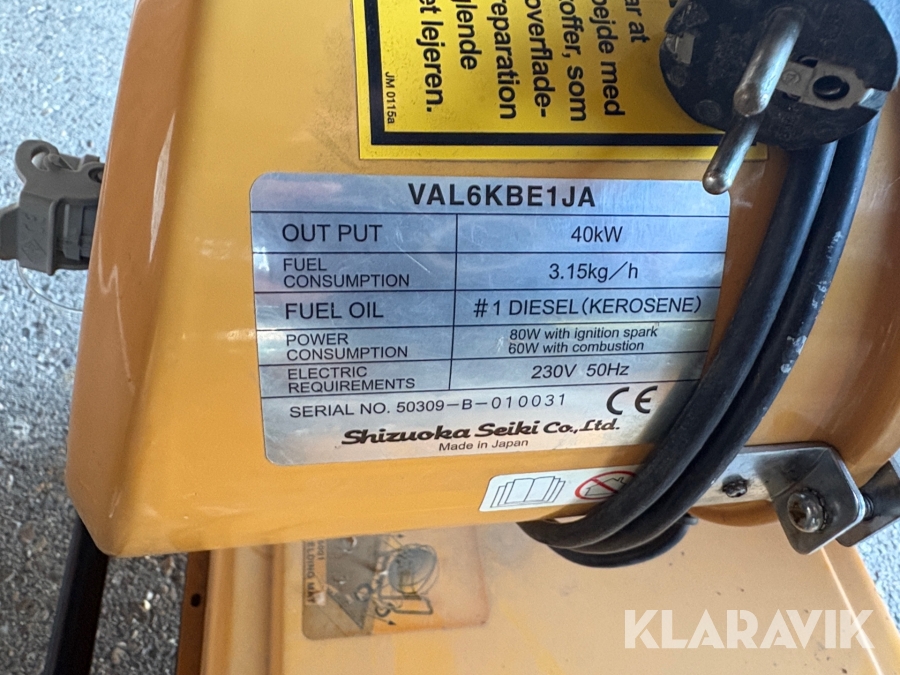 ar at
bejde med
toffer, som
overflade-
reparation
glende
et lejeren.
JM 0115a
VAL6KBE1JA
OUT PUT 40kW
FUEL CONSUMPTION 3.15kg/h
FUEL OIL #1 DIESEL(KEROSENE)
POWER CONSUMPTION 80W with ignition spark
60W with combustion
ELECTRIC REQUIREMENTS 230V 50Hz
SERIAL NO. 50309-B-010031 CE
Shizuoka Seiki Co.,Ltd.
Made in Japan
KLARAVIK